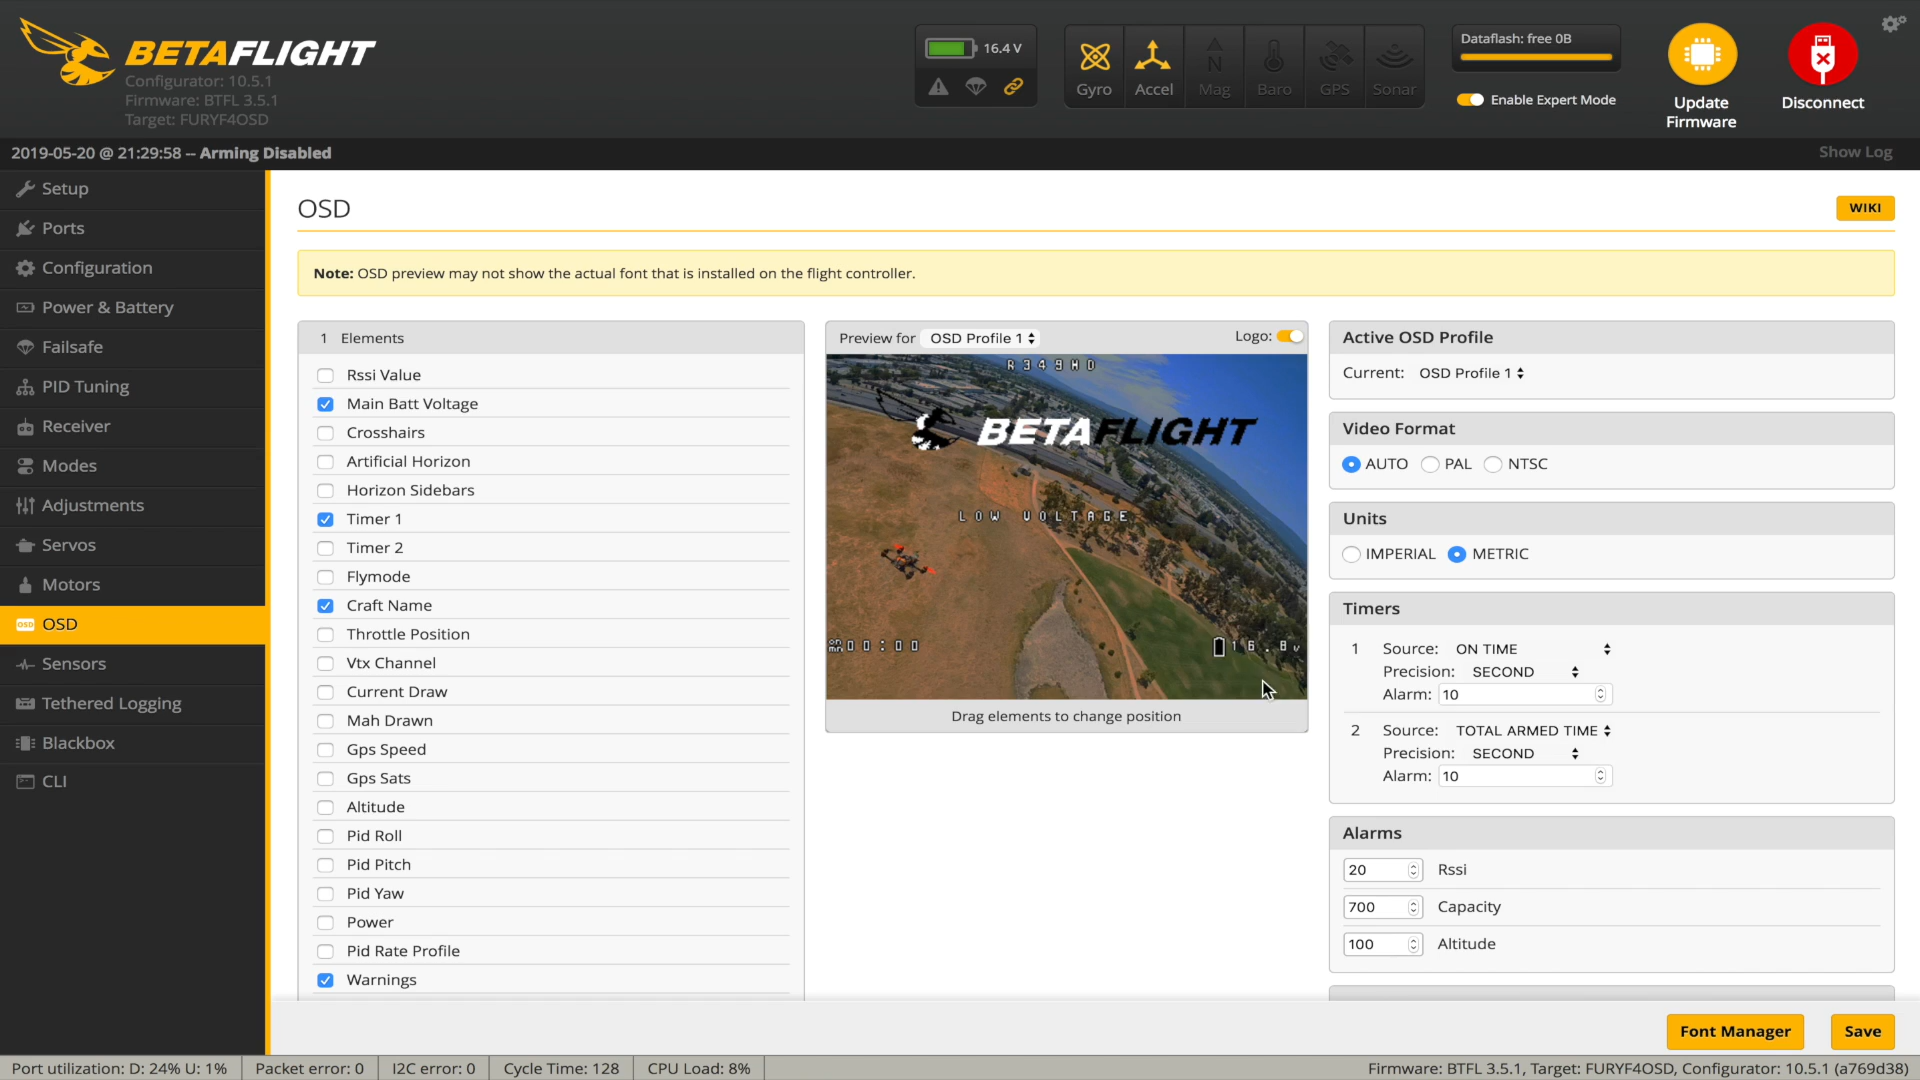 BETAFLIGHT
Configurator: 10.5.1
Firmware: BTFL 3.5.1
Target: FURYF4OSD
16.4 V
Gyro
Accel
Mag
Baro
GPS
Sonar
Dataflash: free 0B
Enable Expert Mode
Update
Firmware
Disconnect
2019-05-20 @ 21:29:58 -- Arming Disabled
Show Log
Setup
Ports
Configuration
Power & Battery
Failsafe
PID Tuning
Receiver
Modes
Adjustments
Servos
Motors
OSD OSD
Sensors
Tethered Logging
Blackbox
CLI
OSD
WIKI
Note: OSD preview may not show the actual font that is installed on the flight controller.
1 Elements
Rssi Value
Main Batt Voltage
Crosshairs
Artificial Horizon
Horizon Sidebars
Timer 1
Timer 2
Flymode
Craft Name
Throttle Position
Vtx Channel
Current Draw
Mah Drawn
Gps Speed
Gps Sats
Altitude
Pid Roll
Pid Pitch
Pid Yaw
Power
Pid Rate Profile
Warnings
Preview for OSD Profile 1
Logo:
R349HD
BETAFLIGHT
LOW VOLTAGE
on
mn 00:00
16.8v
Drag elements to change position
Active OSD Profile
Current: OSD Profile 1
Video Format
AUTO PAL NTSC
Units
IMPERIAL METRIC
Timers
1 Source: ON TIME
Precision: SECOND
Alarm: 10
2 Source: TOTAL ARMED TIME
Precision: SECOND
Alarm: 10
Alarms
20 Rssi
700 Capacity
100 Altitude
Font Manager
Save
Port utilization: D: 24% U: 1%
Packet error: 0
I2C error: 0
Cycle Time: 128
CPU Load: 8%
Firmware: BTFL 3.5.1, Target: FURYF4OSD, Configurator: 10.5.1 (a769d38)